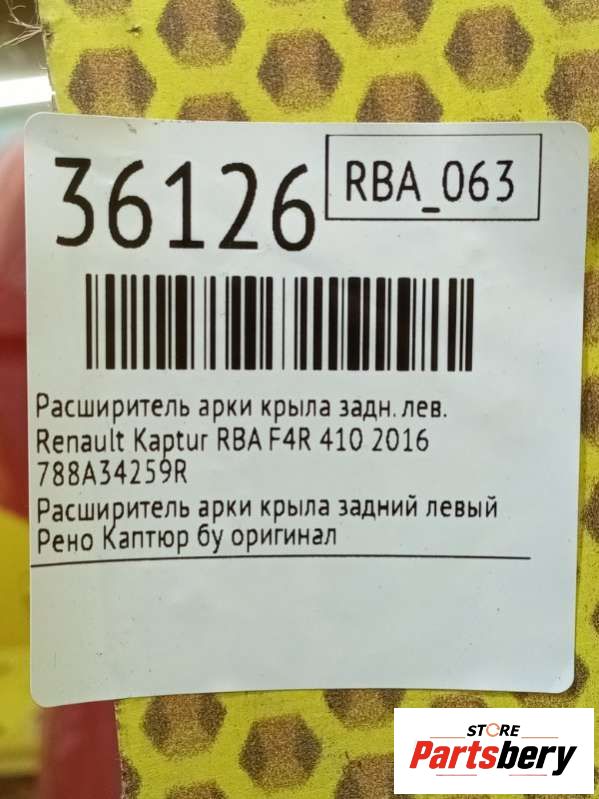 36126
RBA_063
Расширитель арки крыла задн. лев.
Renault Kaptur RBA F4R 410 2016
788A34259R
Расширитель арки крыла задний левый
Рено Каптюр бу оригинал
STORE
Partsbery